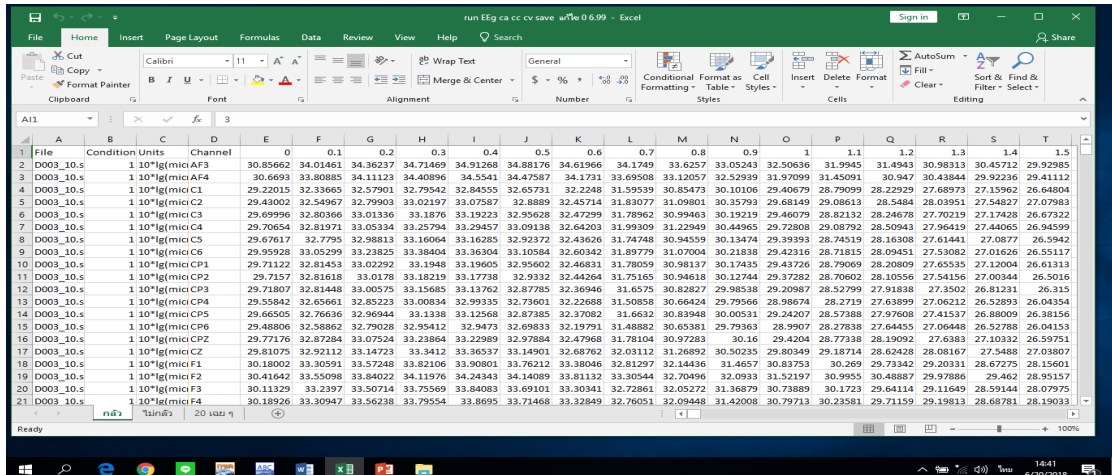 run EEg ca cc cv save แก้ไข 0 6.99 - Excel
Sign in
File Home Insert Page Layout Formulas Data Review View Help Search Share
Cut
Copy
Format Painter
Paste
Calibri 11
B I U
Wrap Text
Merge & Center
General
$ % ,
Conditional Formatting
Format as Table
Cell Styles
Insert Delete Format
AutoSum
Fill
Clear
Sort & Filter
Find & Select
Clipboard Font Alignment Number Styles Cells Editing
AI1 fx 3
A B C D E F G H I J K L M N O P Q R S T
1 File Condition Units Channel 0 0.1 0.2 0.3 0.4 0.5 0.6 0.7 0.8 0.9 1 1.1 1.2 1.3 1.4 1.5
2 D003_10.s 1 10*lg(mic AF3 30.85662 34.01461 34.36237 34.71469 34.91268 34.88176 34.61966 34.1749 33.6257 33.05243 32.50636 31.9945 31.4943 30.98313 30.45712 29.92985
3 D003_10.s 1 10*lg(mic AF4 30.6693 33.80885 34.11123 34.40896 34.5541 34.47587 34.1731 33.69508 33.12057 32.52939 31.97099 31.45091 30.947 30.43844 29.92236 29.41112
4 D003_10.s 1 10*lg(mic C1 29.22015 32.33665 32.57901 32.79542 32.84555 32.65731 32.2248 31.59539 30.85473 30.10106 29.40679 28.79099 28.22929 27.68973 27.15962 26.64804
5 D003_10.s 1 10*lg(mic C2 29.43002 32.54967 32.79903 33.02197 33.07587 32.8889 32.45714 31.83077 31.09801 30.35793 29.68149 29.08613 28.5484 28.03951 27.54827 27.07983
6 D003_10.s 1 10*lg(mic C3 29.69996 32.80366 33.01336 33.1876 33.19223 32.95628 32.47299 31.78962 30.99463 30.19219 29.46079 28.82132 28.24678 27.70219 27.17428 26.67322
7 D003_10.s 1 10*lg(mic C4 29.70654 32.81971 33.05334 33.25794 33.29457 33.09138 32.64203 31.99309 31.22949 30.44965 29.72808 29.08792 28.50943 27.96419 27.44065 26.94599
8 D003_10.s 1 10*lg(mic C5 29.67617 32.7795 32.98813 33.16064 33.16285 32.92372 32.43626 31.74748 30.94559 30.13474 29.39393 28.74519 28.16308 27.61441 27.0877 26.5942
9 D003_10.s 1 10*lg(mic C6 29.95928 33.05299 33.23825 33.38404 33.36304 33.10584 32.60342 31.89779 31.07004 30.21838 29.42316 28.71815 28.09451 27.53082 27.01626 26.55117
10 D003_10.s 1 10*lg(mic CP1 29.71122 32.81453 33.02292 33.1948 33.19605 32.95602 32.46831 31.78059 30.98137 30.17435 29.43726 28.79069 28.20809 27.65535 27.12004 26.61313
11 D003_10.s 1 10*lg(mic CP2 29.7157 32.81618 33.0178 33.18219 33.17738 32.9332 32.44264 31.75165 30.94618 30.12744 29.37282 28.70602 28.10556 27.54156 27.00344 26.5016
12 D003_10.s 1 10*lg(mic CP3 29.71807 32.81448 33.00575 33.15685 33.13762 32.87785 32.36946 31.6575 30.82827 29.98538 29.20987 28.52799 27.91838 27.3502 26.81231 26.315
13 D003_10.s 1 10*lg(mic CP4 29.55842 32.65661 32.85223 33.00834 32.99335 32.73601 32.22688 31.50858 30.66424 29.79566 28.98674 28.2719 27.63899 27.06212 26.52893 26.04354
14 D003_10.s 1 10*lg(mic CP5 29.66505 32.76636 32.96944 33.1338 33.12568 32.87385 32.37082 31.6632 30.83948 30.00531 29.24207 28.57388 27.97608 27.41537 26.88009 26.38156
15 D003_10.s 1 10*lg(mic CP6 29.48806 32.58862 32.79028 32.95412 32.9473 32.69833 32.19791 31.48882 30.65381 29.79363 28.9907 28.27838 27.64455 27.06448 26.52788 26.04153
16 D003_10.s 1 10*lg(mic CPZ 29.77176 32.87284 33.07524 33.23864 33.22989 32.97884 32.47968 31.78104 30.97283 30.16 29.4204 28.77338 28.19092 27.6383 27.10332 26.59751
17 D003_10.s 1 10*lg(mic CZ 29.81075 32.92112 33.14723 33.3412 33.36537 33.14901 32.68762 32.03112 31.26892 30.50235 29.80349 29.18714 28.62428 28.08167 27.5488 27.03807
18 D003_10.s 1 10*lg(mic F1 30.18002 33.30591 33.57248 33.82106 33.90801 33.76212 33.38046 32.81297 32.14436 31.4657 30.83753 30.269 29.73342 29.20331 28.67275 28.15601
19 D003_10.s 1 10*lg(mic F2 30.41642 33.55098 33.84022 34.11976 34.24343 34.14089 33.81132 33.30544 32.70496 32.0933 31.52197 30.9955 30.48887 29.97886 29.462 28.95157
20 D003_10.s 1 10*lg(mic F3 30.11329 33.2397 33.50714 33.75569 33.84083 33.69101 33.30341 32.72861 32.05272 31.36879 30.73889 30.1723 29.64114 29.11649 28.59144 28.07975
21 D003_10.s 1 10*lg(mic F4 30.18926 33.30947 33.56238 33.79554 33.8695 33.71468 33.32849 32.76051 32.09448 31.42008 30.79713 30.23581 29.71159 29.19813 28.68781 28.19033
กลัว ไม่กลัว 20 เฉย ๆ
Ready 100%
14:41
ไทย
6/20/2018